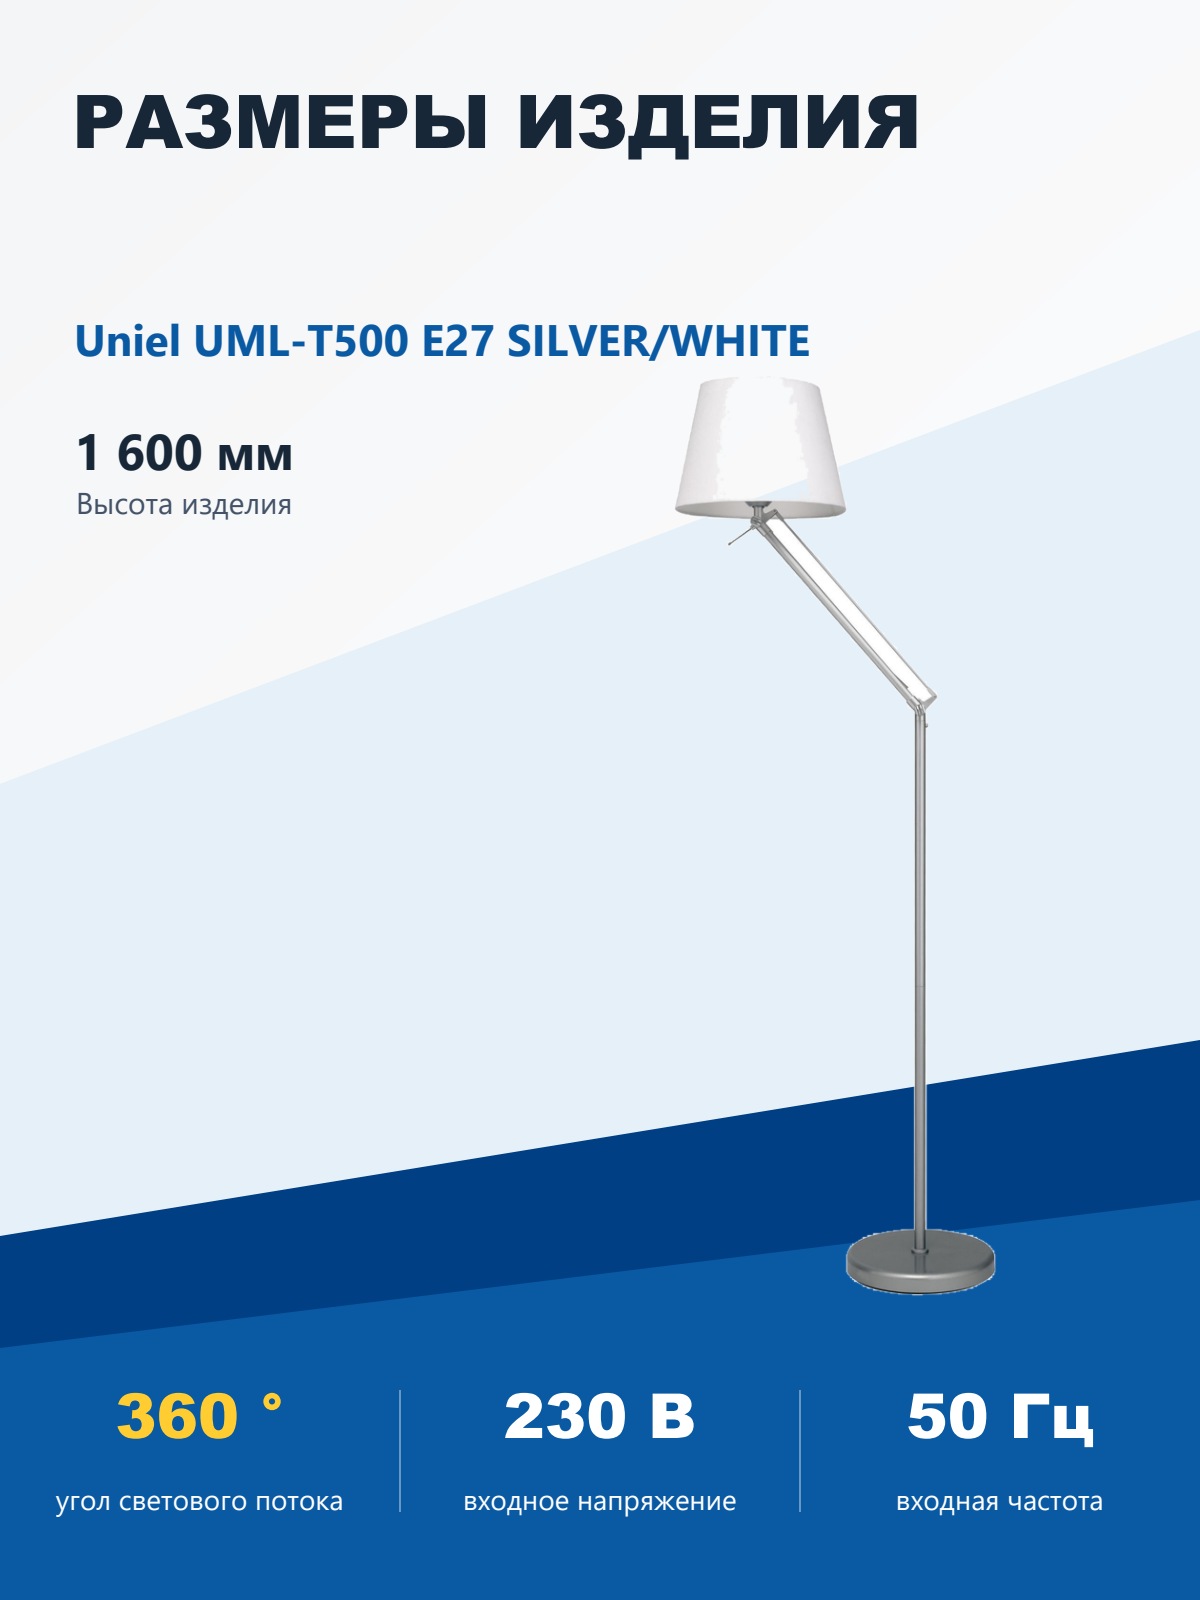 РАЗМЕРЫ ИЗДЕЛИЯ
Uniel UML-T500 E27 SILVER/WHITE
1 600 мм
Высота изделия
360 °
угол светового потока
230 В
входное напряжение
50 Гц
входная частота